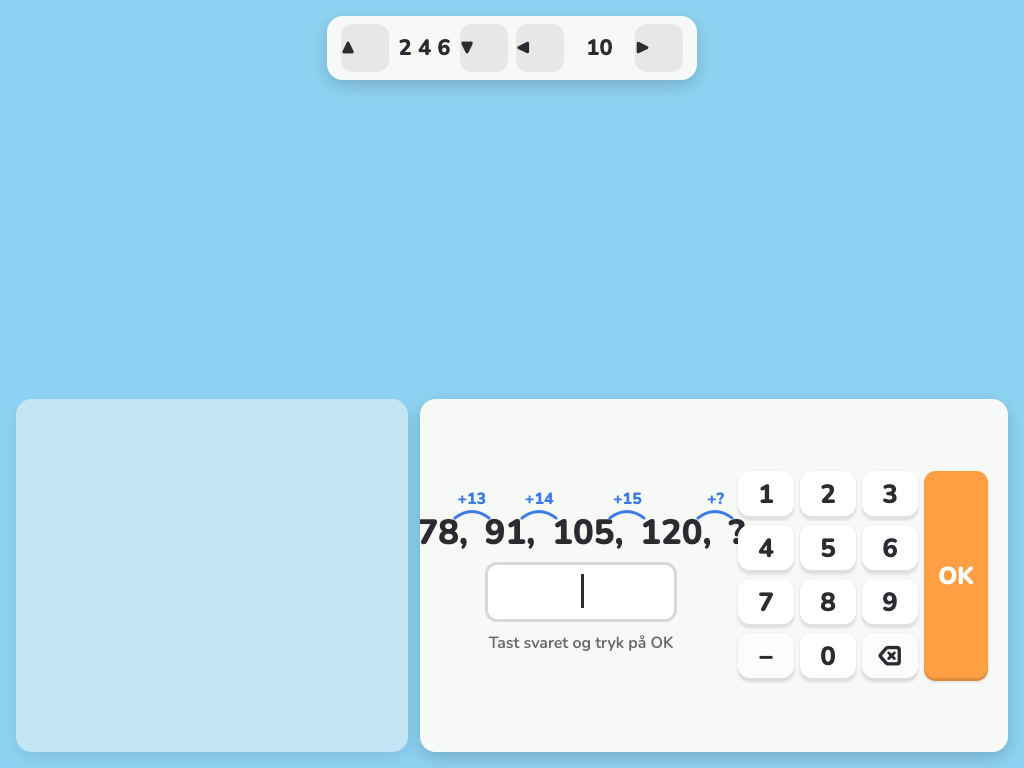 ▲ 2 4 6 ▼ ◀ 10 ▶
+13 +14 +15 +?
78, 91, 105, 120, ?
Tast svaret og tryk på OK
1 2 3
4 5 6
7 8 9
– 0
OK